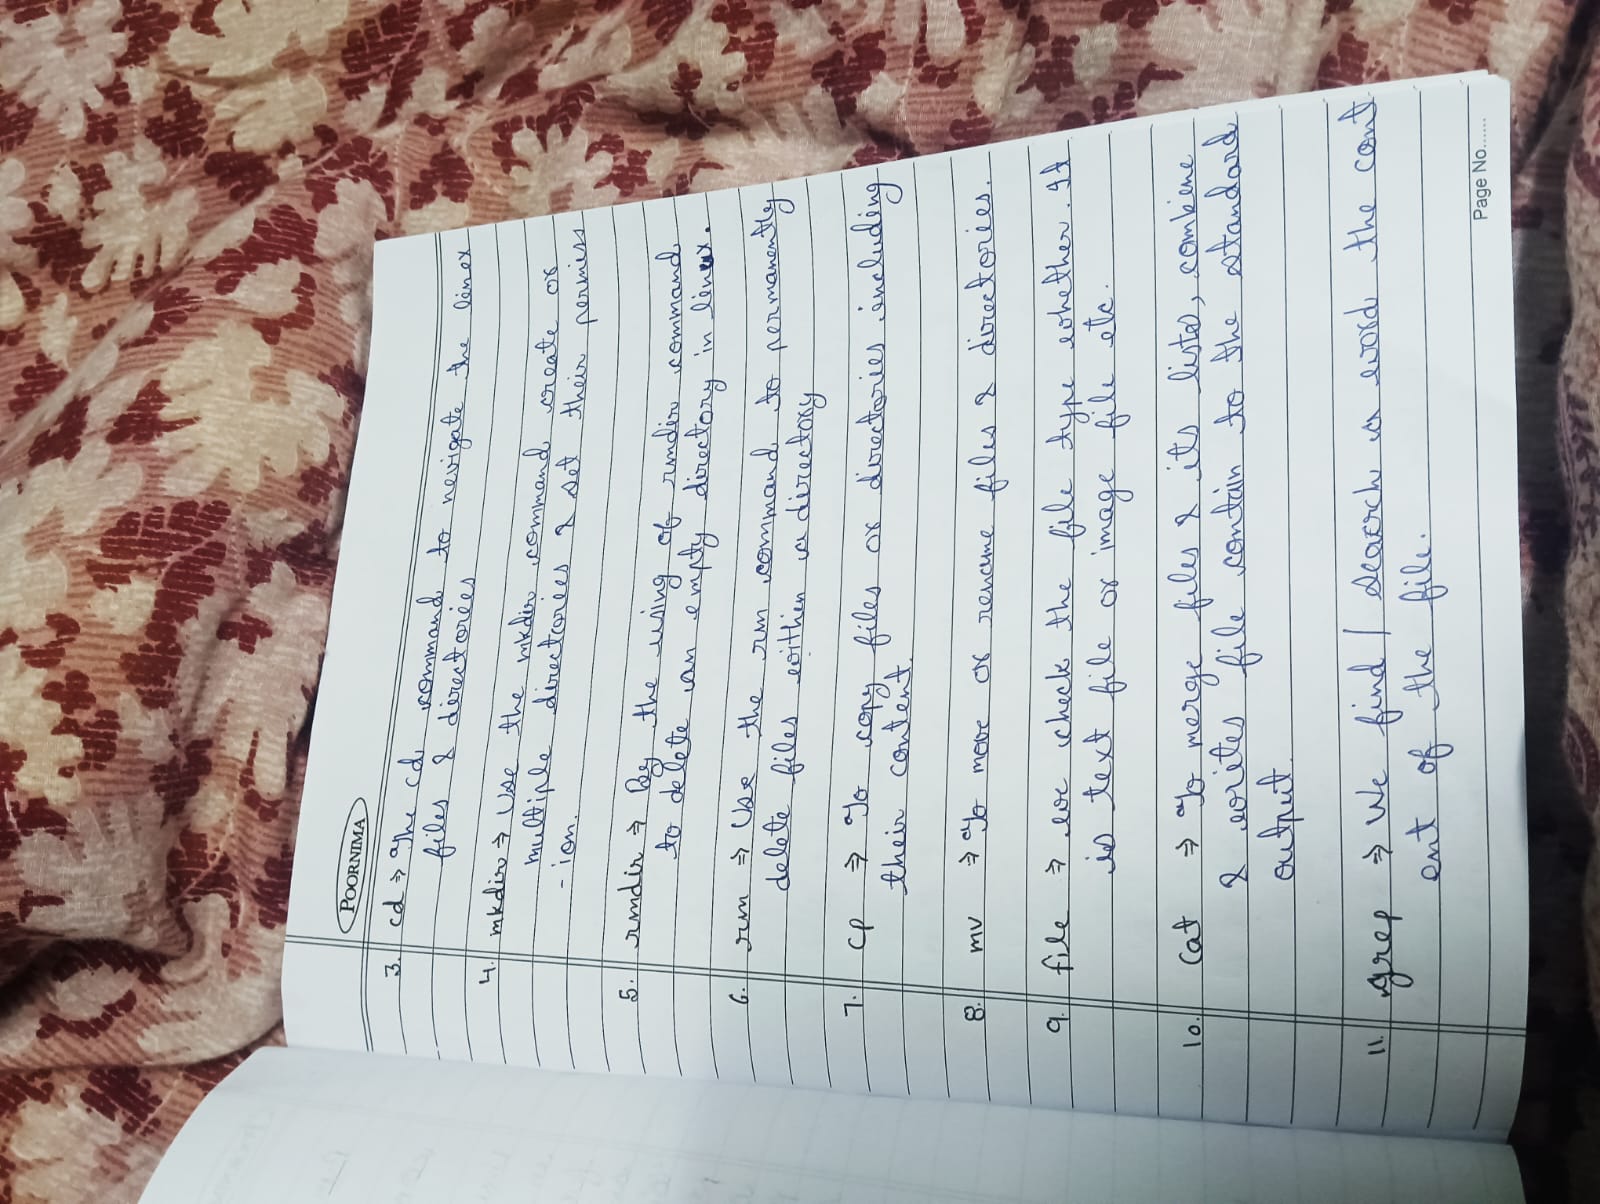 POORNIMA
3. cd ⇒ The cd command to nevigate the linex
files & directories
4. mkdir ⇒ Use the mkdir command create or
multiple directories & set their permiss
-ion.
5. rmdir ⇒ By the using of rmdir command
to delete an empty directory in linux.
6. rm ⇒ Use the rm command to permanently
delete files within a directory
7. cp ⇒ To copy files or directories including
their content.
8. mv ⇒ To move or rename files & directories.
9. file ⇒ we check the file type whether. It
is text file or image file etc.
10. cat ⇒ To merge files & its lists, combine
& writes file contain to the standard
output.
11. grep ⇒ We find / search a word the cont
ent of the file.
Page No......